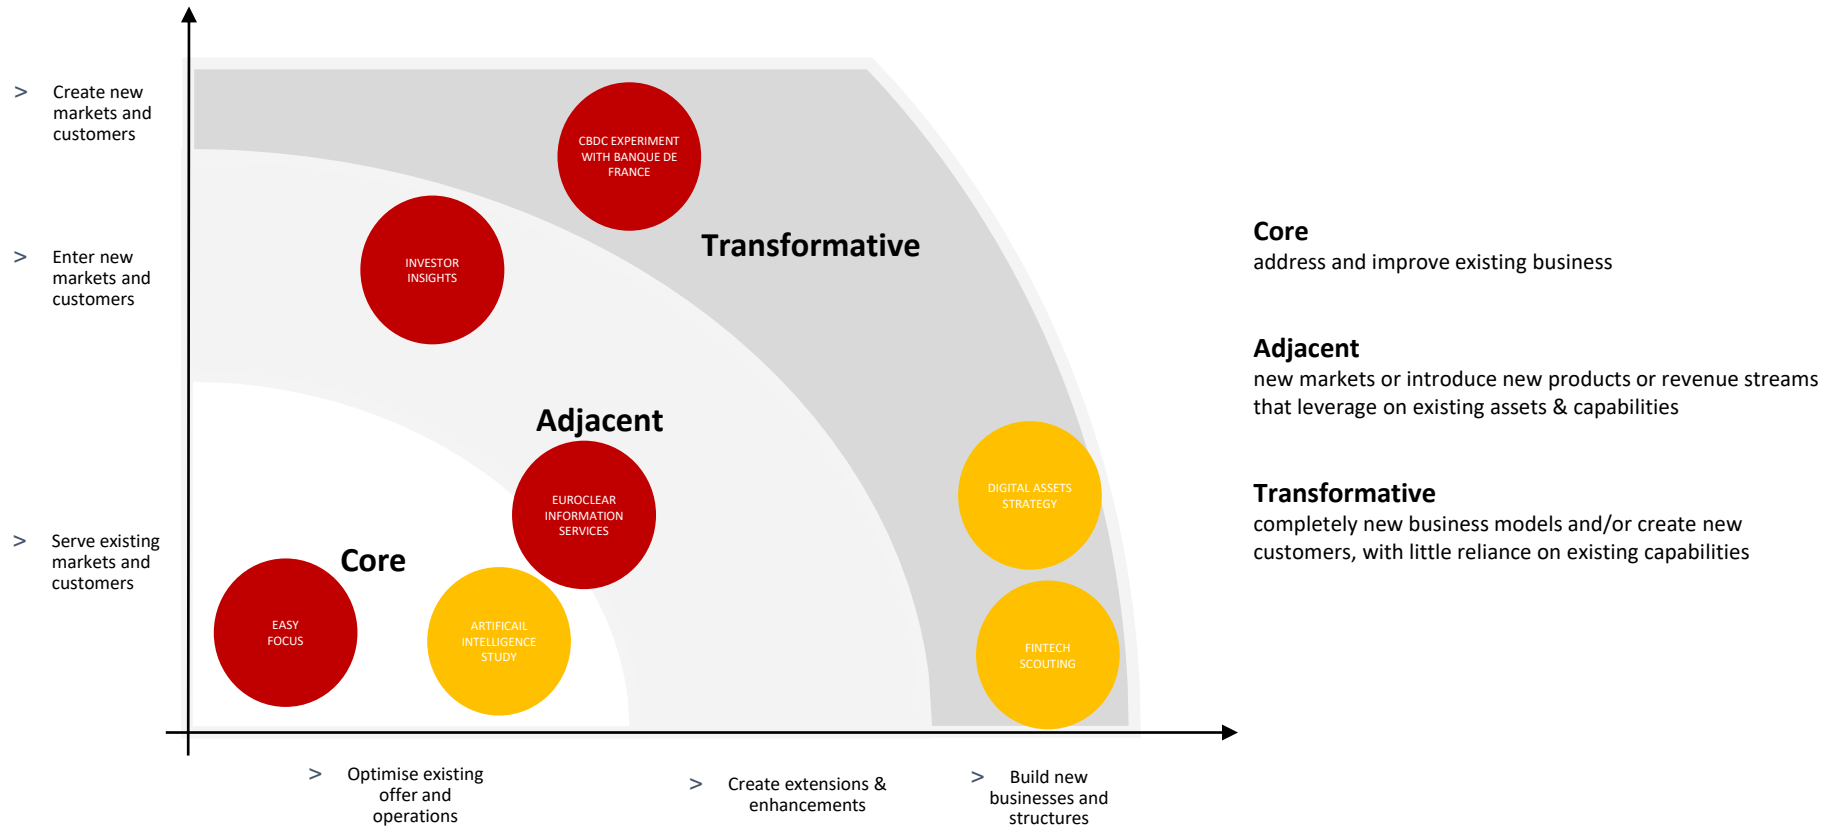 > Create new
markets and
customers
> Enter new
markets and
customers
> Serve existing
markets and
customers
CBDC EXPERIMENT
WITH BANQUE DE
FRANCE
Transformative
INVESTOR
INSIGHTS
Adjacent
EUROCLEAR
INFORMATION
SERVICES
DIGITAL ASSETS
STRATEGY
Core
EASY
FOCUS
ARTIFICAIL
INTELLIGENCE
STUDY
FINTECH
SCOUTING
> Optimise existing
offer and
operations
> Create extensions &
enhancements
> Build new
businesses and
structures
Core
address and improve existing business
Adjacent
new markets or introduce new products or revenue streams
that leverage on existing assets & capabilities
Transformative
completely new business models and/or create new
customers, with little reliance on existing capabilities